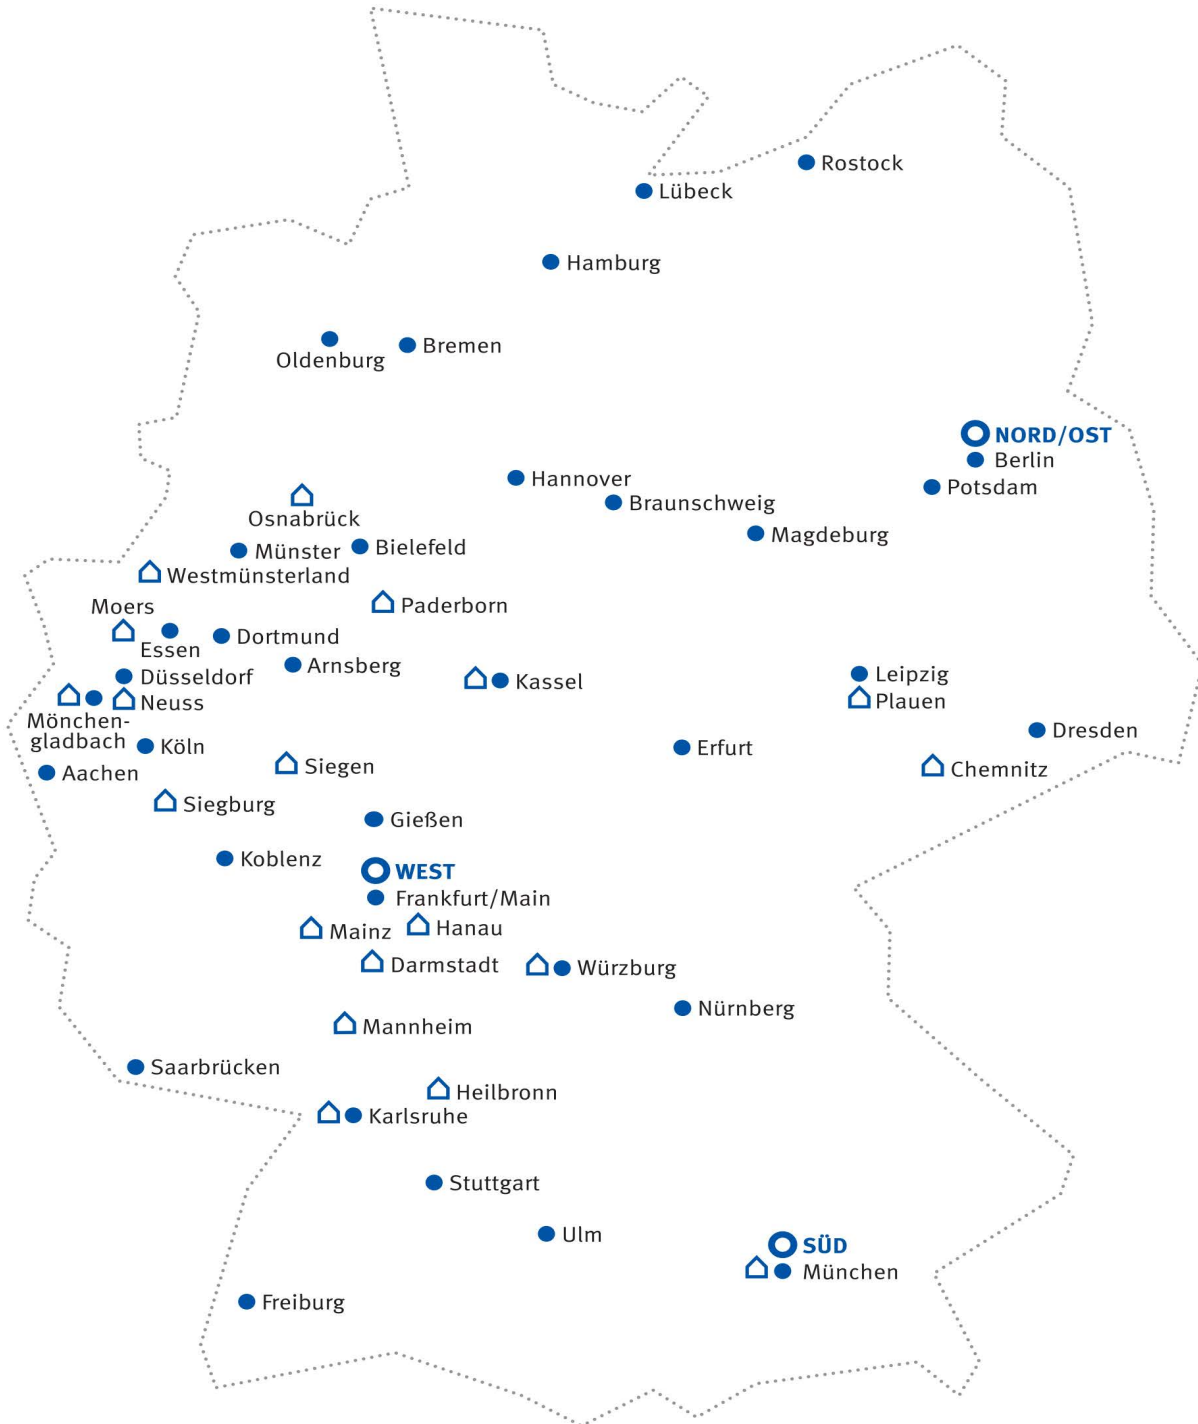 Rostock
Lübeck
Hamburg
Oldenburg
Bremen
NORD/OST
Berlin
Potsdam
Hannover
Braunschweig
Magdeburg
Osnabrück
Münster
Bielefeld
Westmünsterland
Paderborn
Moers
Essen
Dortmund
Arnsberg
Düsseldorf
Kassel
Leipzig
Neuss
Plauen
Mönchen-
gladbach
Köln
Erfurt
Dresden
Aachen
Siegen
Chemnitz
Siegburg
Gießen
Koblenz
WEST
Frankfurt/Main
Mainz
Hanau
Darmstadt
Würzburg
Nürnberg
Mannheim
Saarbrücken
Heilbronn
Karlsruhe
Stuttgart
Ulm
SÜD
München
Freiburg